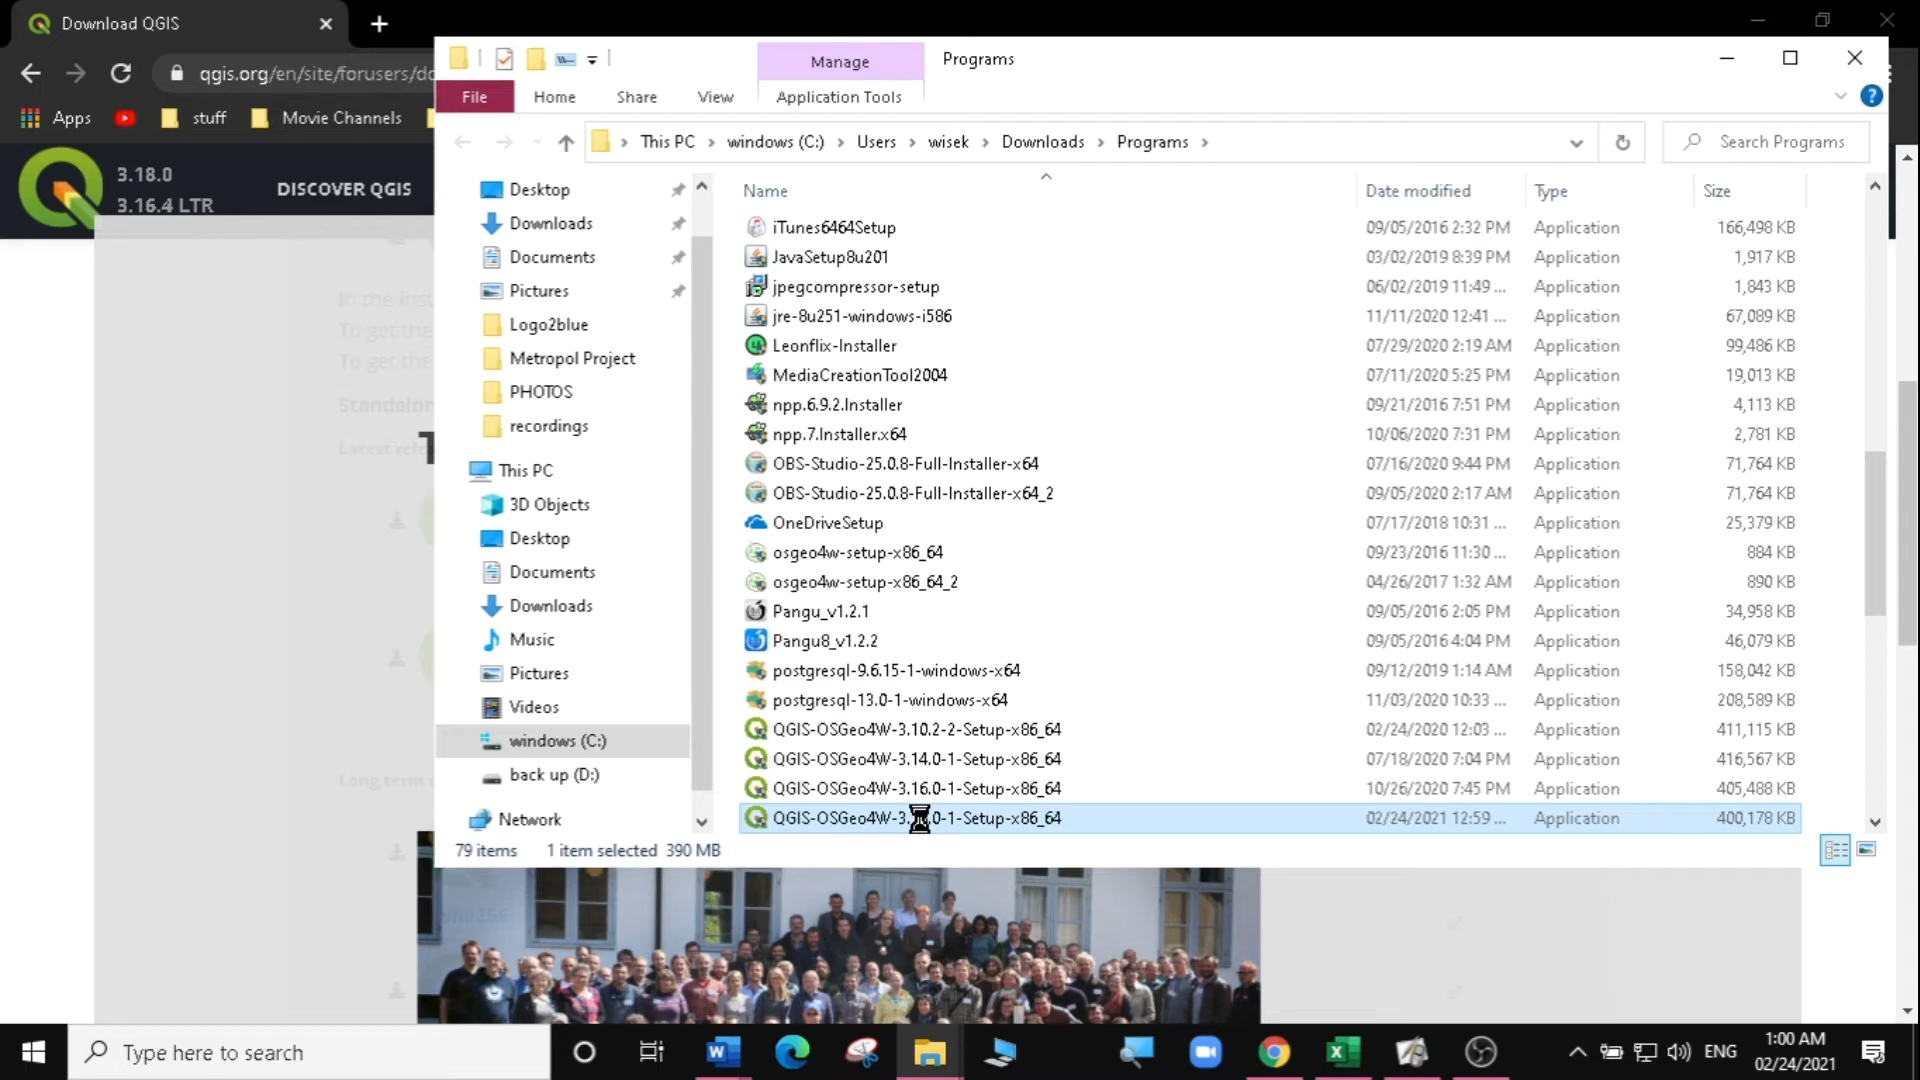 Download QGIS
qgis.org/en/site/forusers/do
Apps
stuff
Movie Channels
3.18.0
3.16.4 LTR
DISCOVER QGIS
In the inst
To get the
To get the
Standalon
Latest rele
Long term
Manage
Programs
File
Home
Share
View
Application Tools
This PC
windows (C:)
Users
wisek
Downloads
Programs
Search Programs
Desktop
Downloads
Documents
Pictures
Logo2blue
Metropol Project
PHOTOS
recordings
This PC
3D Objects
Desktop
Documents
Downloads
Music
Pictures
Videos
windows (C:)
back up (D:)
Network
Name Date modified Type Size
iTunes6464Setup 09/05/2016 2:32 PM Application 166,498 KB
JavaSetup8u201 03/02/2019 8:39 PM Application 1,917 KB
jpegcompressor-setup 06/02/2019 11:49 ... Application 1,843 KB
jre-8u251-windows-i586 11/11/2020 12:41 ... Application 67,089 KB
Leonflix-Installer 07/29/2020 2:19 AM Application 99,486 KB
MediaCreationTool2004 07/11/2020 5:25 PM Application 19,013 KB
npp.6.9.2.Installer 09/21/2016 7:51 PM Application 4,113 KB
npp.7.Installer.x64 10/06/2020 7:31 PM Application 2,781 KB
OBS-Studio-25.0.8-Full-Installer-x64 07/16/2020 9:44 PM Application 71,764 KB
OBS-Studio-25.0.8-Full-Installer-x64_2 09/05/2020 2:17 AM Application 71,764 KB
OneDriveSetup 07/17/2018 10:31 ... Application 25,379 KB
osgeo4w-setup-x86_64 09/23/2016 11:30 ... Application 884 KB
osgeo4w-setup-x86_64_2 04/26/2017 1:32 AM Application 890 KB
Pangu_v1.2.1 09/05/2016 2:05 PM Application 34,958 KB
Pangu8_v1.2.2 09/05/2016 4:04 PM Application 46,079 KB
postgresql-9.6.15-1-windows-x64 09/12/2019 1:14 AM Application 158,042 KB
postgresql-13.0-1-windows-x64 11/03/2020 10:33 ... Application 208,589 KB
QGIS-OSGeo4W-3.10.2-2-Setup-x86_64 02/24/2020 12:03 ... Application 411,115 KB
QGIS-OSGeo4W-3.14.0-1-Setup-x86_64 07/18/2020 7:04 PM Application 416,567 KB
QGIS-OSGeo4W-3.16.0-1-Setup-x86_64 10/26/2020 7:45 PM Application 405,488 KB
02/24/2021 12:59 ... Application 400,178 KB
79 items 1 item selected 390 MB
Type here to search
ENG
1:00 AM
02/24/2021